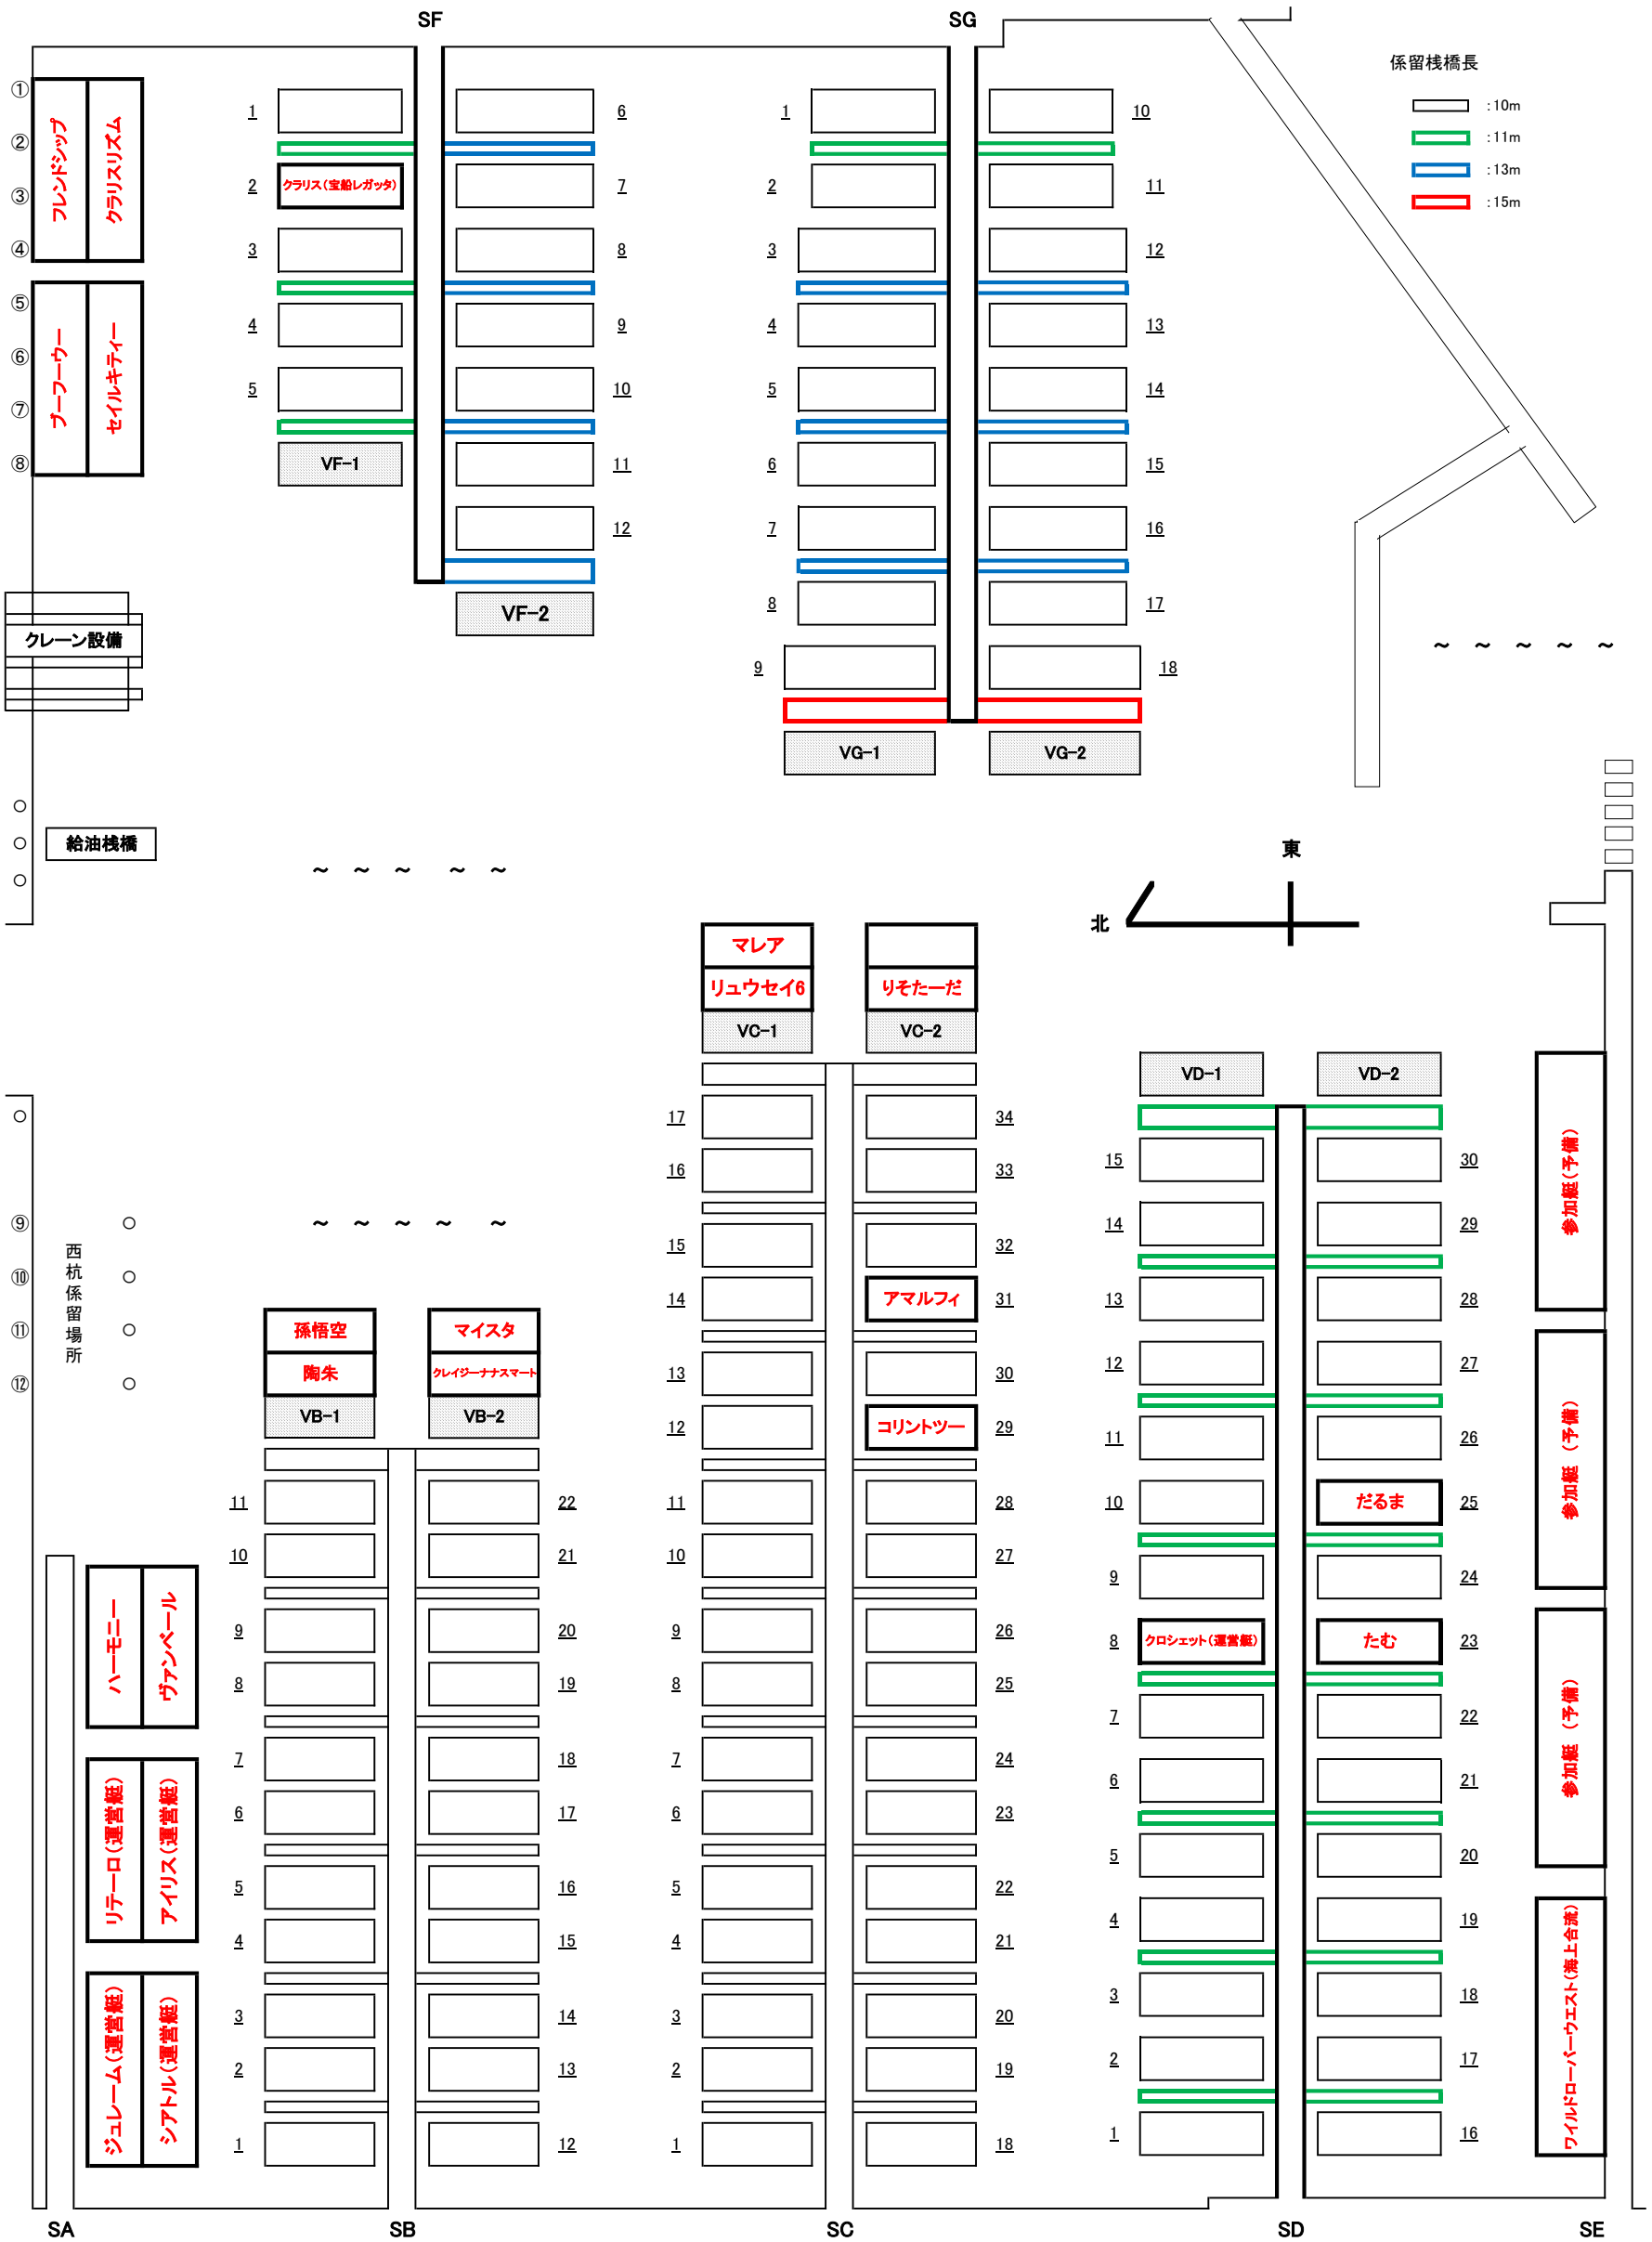 SF
SG
係留桟橋長
:10m
:11m
:13m
:15m
①
②
③
④
⑤
⑥
⑦
⑧
フレンドシップ
クラリスリズム
ブーフーウー
セイルキティー
1
クラリス(宝船レガッタ)
2
3
4
5
VF-1
6
7
8
9
10
11
12
VF-2
1
2
3
4
5
6
7
8
9
VG-1
10
11
12
13
14
15
16
17
18
VG-2
クレーン設備
給油桟橋
~ ~ ~ ~ ~
~ ~ ~ ~ ~
東
北
マレア
リュウセイ6
VC-1
りそたーだ
VC-2
VD-1
VD-2
⑨
⑩
⑪
⑫
西杭係留場所
~ ~ ~ ~ ~
孫悟空
陶朱
VB-1
マイスタ
クレイジーナナスマート
VB-2
11
10
9
8
7
6
5
4
3
2
1
22
21
20
19
18
17
16
15
14
13
12
17
16
15
14
13
12
11
10
9
8
7
6
5
4
3
2
1
34
33
32
アマルフィ 31
30
コリントツー 29
28
27
26
25
24
23
22
21
20
19
18
15
14
13
12
11
10
9
8 クロシェット(運営艇)
7
6
5
4
3
2
1
30
29
28
27
26
だるま 25
24
たむ 23
22
21
20
19
18
17
16
ハーモニー
ヴァンベール
リテーロ(運営艇)
アイリス(運営艇)
ジュレーム(運営艇)
シアトル(運営艇)
参加艇(予備)
参加艇 (予備)
参加艇 (予備)
ワイルドローパーウエスト(海上合流)
SA
SB
SC
SD
SE